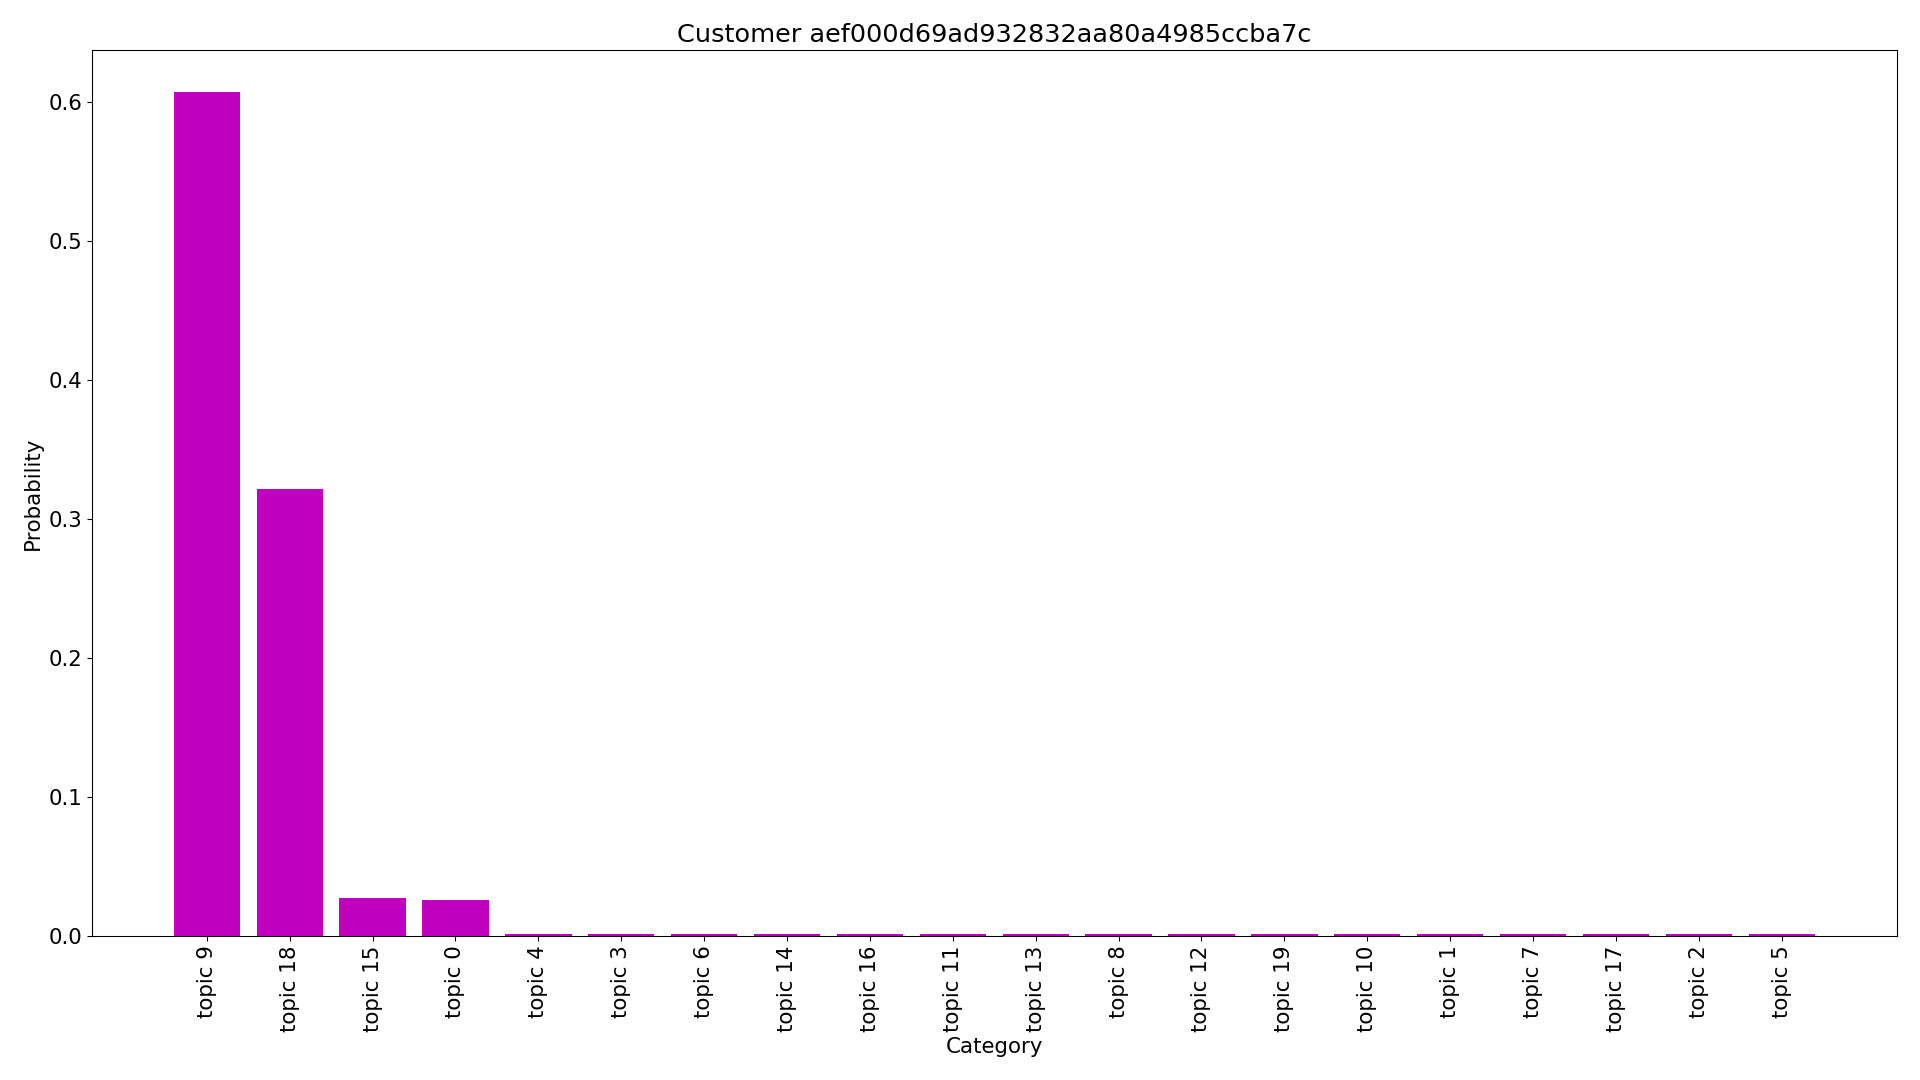 Customer aef000d69ad932832aa80a4985ccba7c
Probability
0.6
0.5
0.4
0.3
0.2
0.1
0.0
topic 9
topic 18
topic 15
topic 0
topic 4
topic 3
topic 6
topic 14
topic 16
topic 11
topic 13
topic 8
topic 12
topic 19
topic 10
topic 1
topic 7
topic 17
topic 2
topic 5
Category